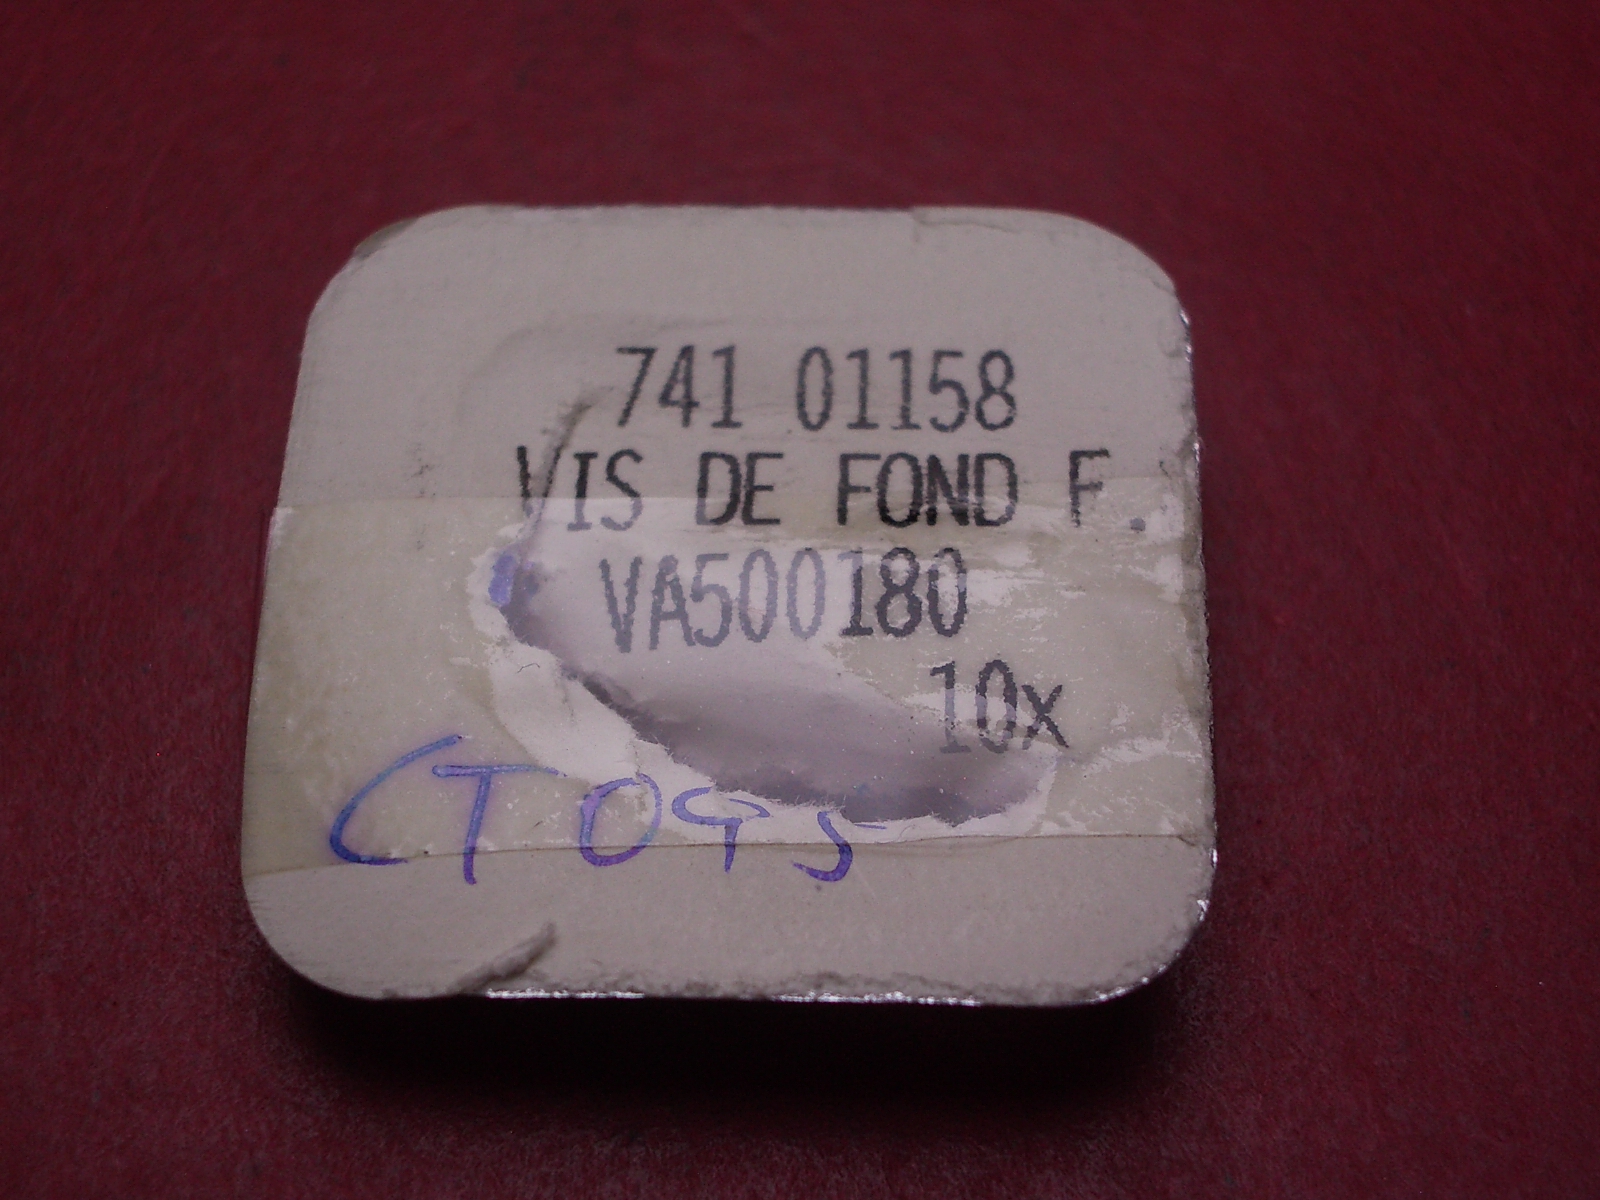 741 01158
VIS DE FOND F.
VA500180
10x
CT095